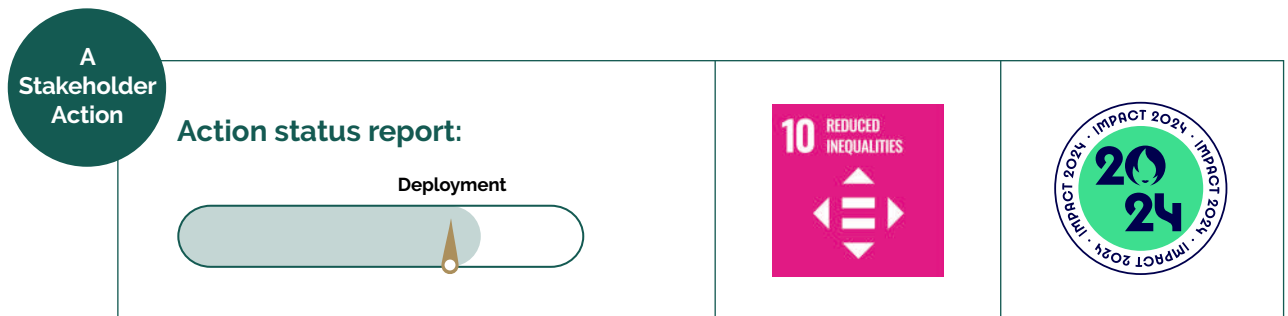 A
Stakeholder
Action
Action status report:
Deployment
10 REDUCED
INEQUALITIES
IMPACT 2024 · IMPACT 2024 · IMPACT 2024 · IMPACT 2024 ·
20
24